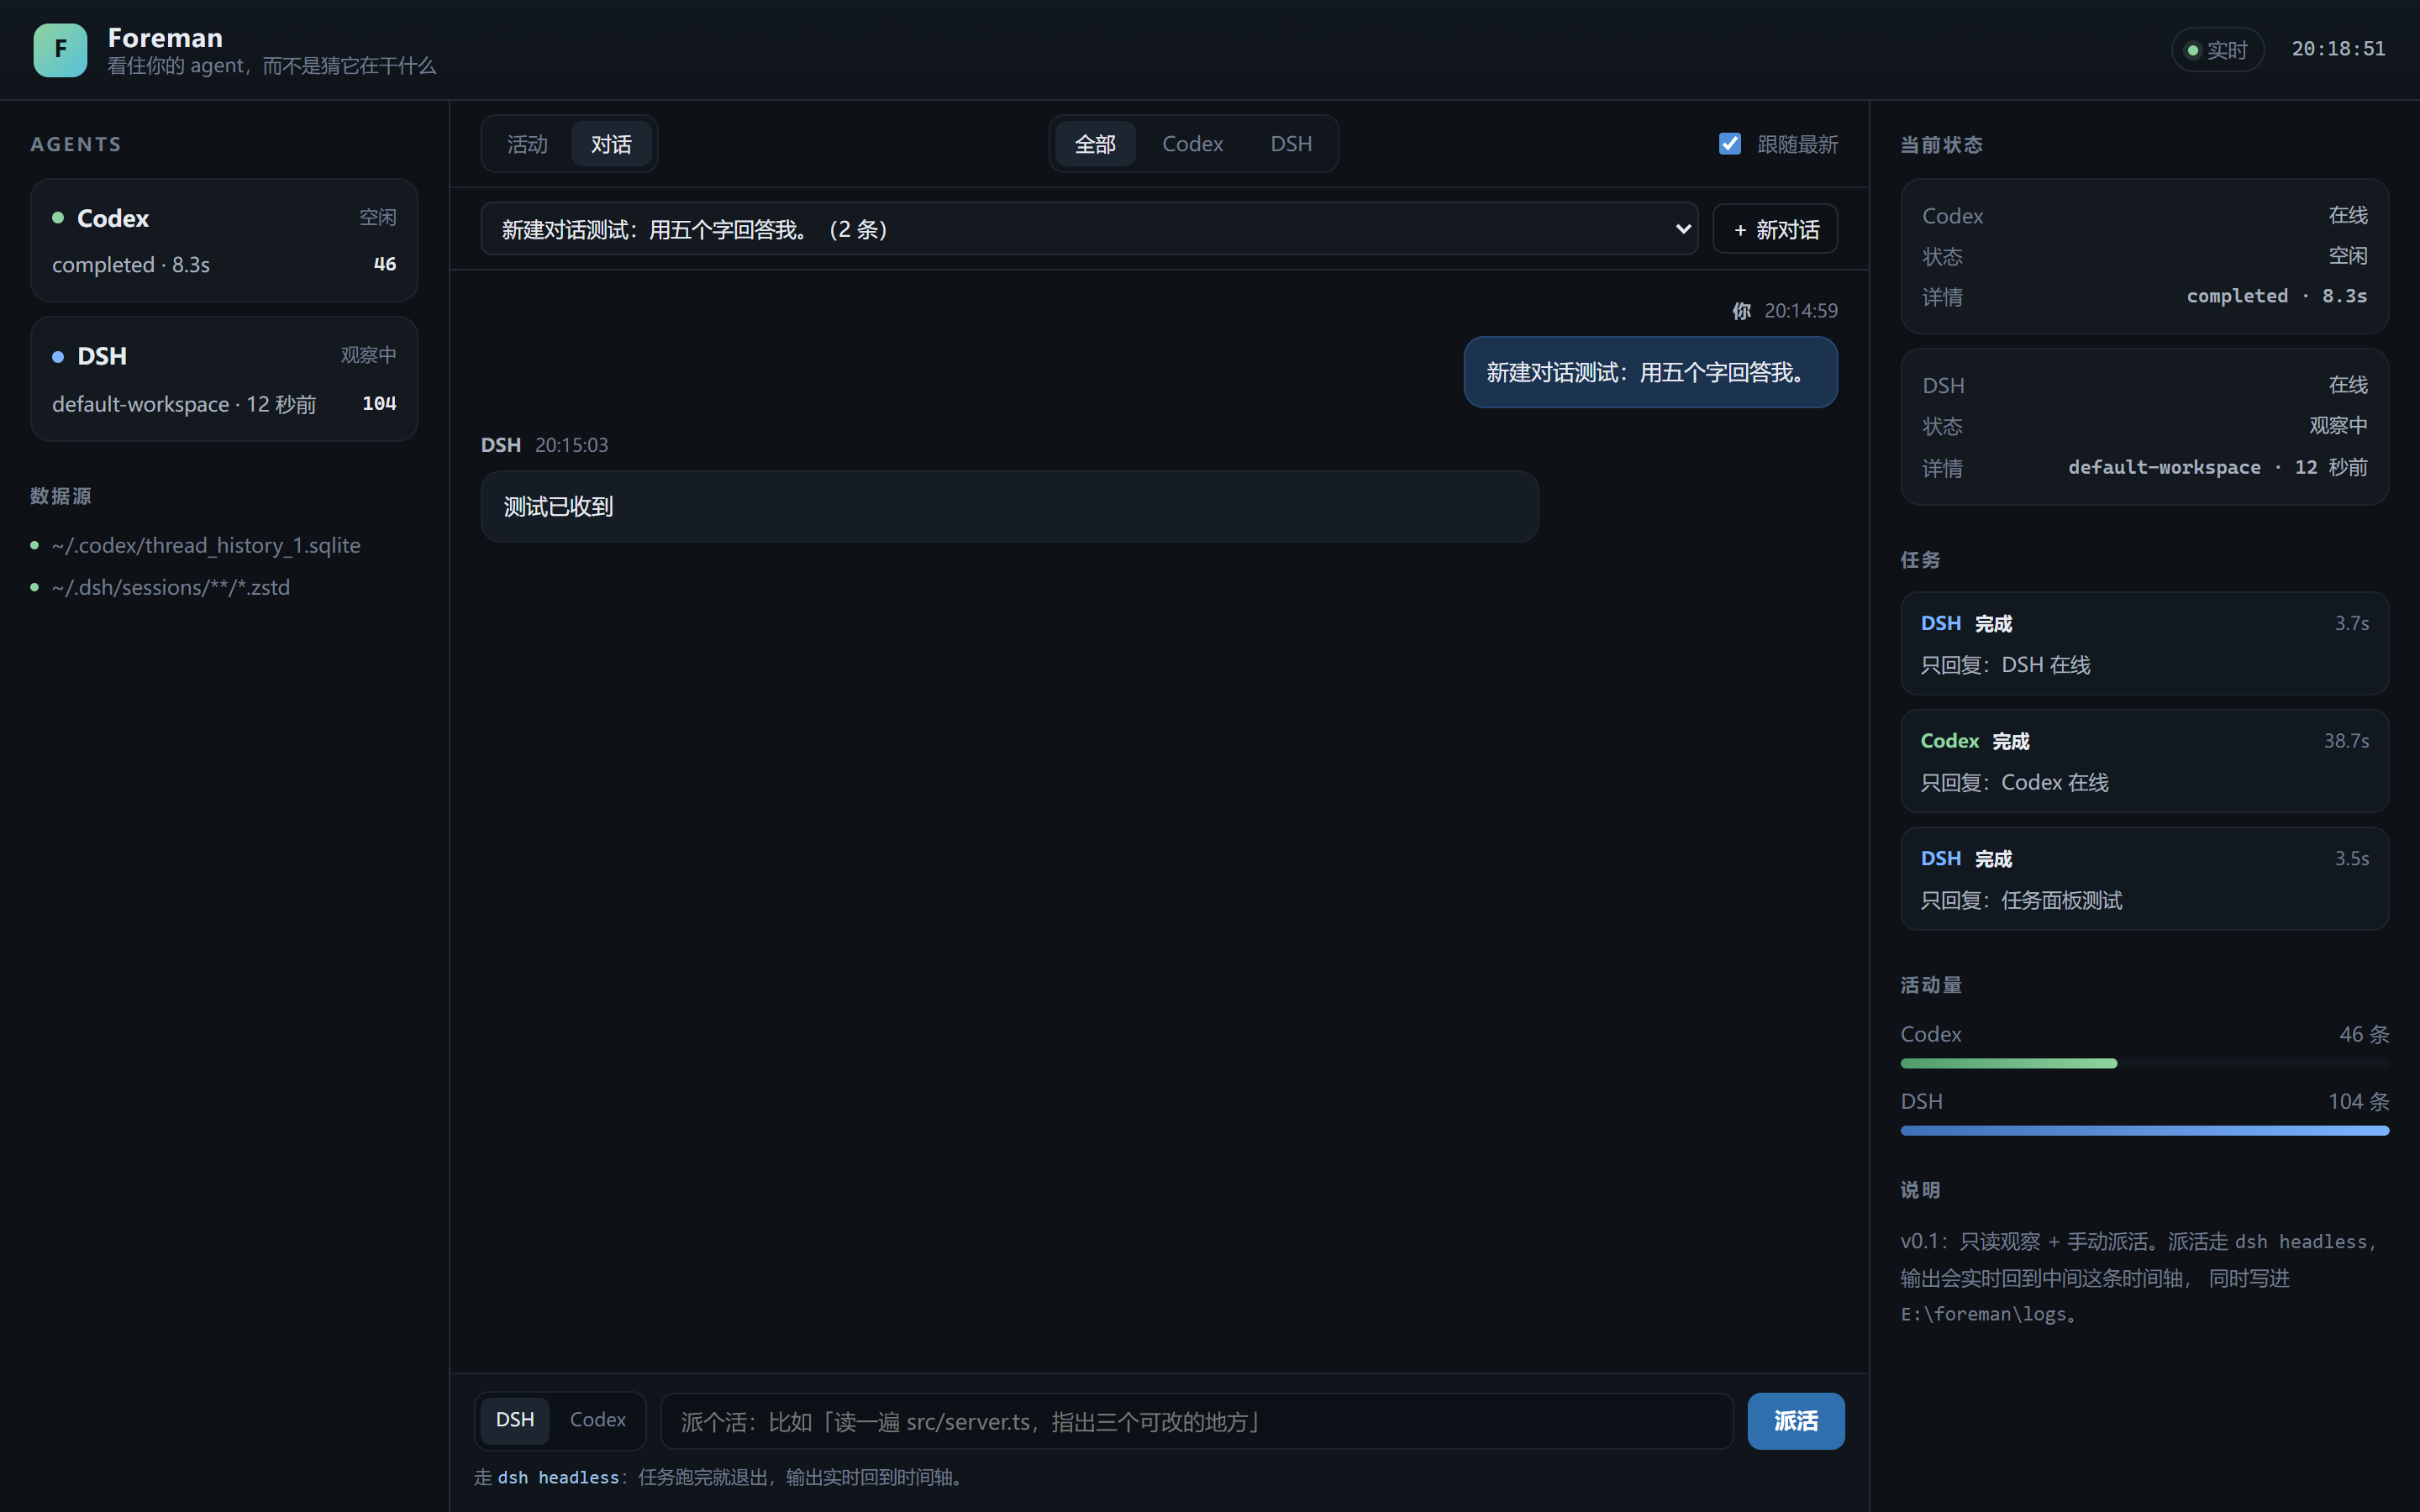 F
Foreman
看住你的 agent，而不是猜它在干什么
实时
20:18:51
AGENTS
Codex
空闲
completed · 8.3s
46
DSH
观察中
default-workspace · 12 秒前
104
数据源
~/.codex/thread_history_1.sqlite
~/.dsh/sessions/**/*.zstd
活动
对话
全部
Codex
DSH
跟随最新
新建对话测试：用五个字回答我。（2 条）
+ 新对话
你 20:14:59
新建对话测试：用五个字回答我。
DSH 20:15:03
测试已收到
DSH
Codex
派个活：比如「读一遍 src/server.ts，指出三个可改的地方」
派活
走 dsh headless：任务跑完就退出，输出实时回到时间轴。
当前状态
Codex
在线
状态
空闲
详情
completed · 8.3s
DSH
在线
状态
观察中
详情
default-workspace · 12 秒前
任务
DSH 完成
3.7s
只回复：DSH 在线
Codex 完成
38.7s
只回复：Codex 在线
DSH 完成
3.5s
只回复：任务面板测试
活动量
Codex
46 条
DSH
104 条
说明
v0.1：只读观察 + 手动派活。派活走 dsh headless，
输出会实时回到中间这条时间轴， 同时写进
E:\foreman\logs。